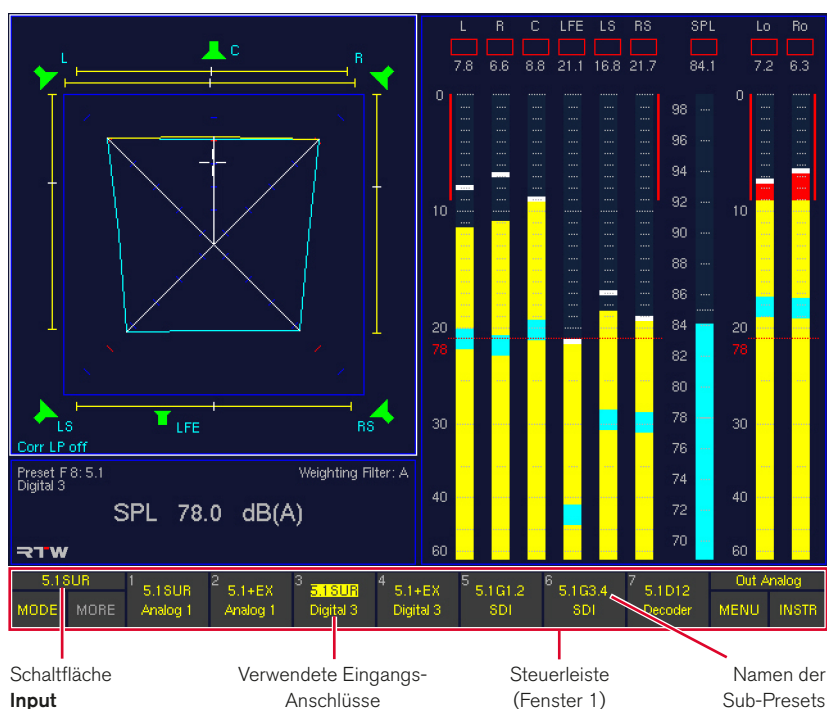 L
C
R
LS
LFE
RS
Corr LP off
L R C LFE LS RS SPL Lo Ro
7.8 6.6 8.8 21.1 16.8 21.7 84.1 7.2 6.3
0
10
20
78
30
40
60
98
96
94
92
90
88
86
84
82
80
78
76
74
72
70
0
10
20
78
30
40
60
Preset F 8: 5.1 Weighting Filter: A
Digital 3
SPL 78.0 dB(A)
RTW
5.1SUR
MODE MORE
1
5.1SUR
Analog 1
2
5.1+EX
Analog 1
3
5.1SUR
Digital 3
4
5.1+EX
Digital 3
5
5.1G1.2
SDI
6
5.1G3.4
SDI
7
5.1D12
Decoder
Out Analog
MENU INSTR
Schaltfläche
Input
Verwendete Eingangs-
Anschlüsse
Steuerleiste
(Fenster 1)
Namen der
Sub-Presets